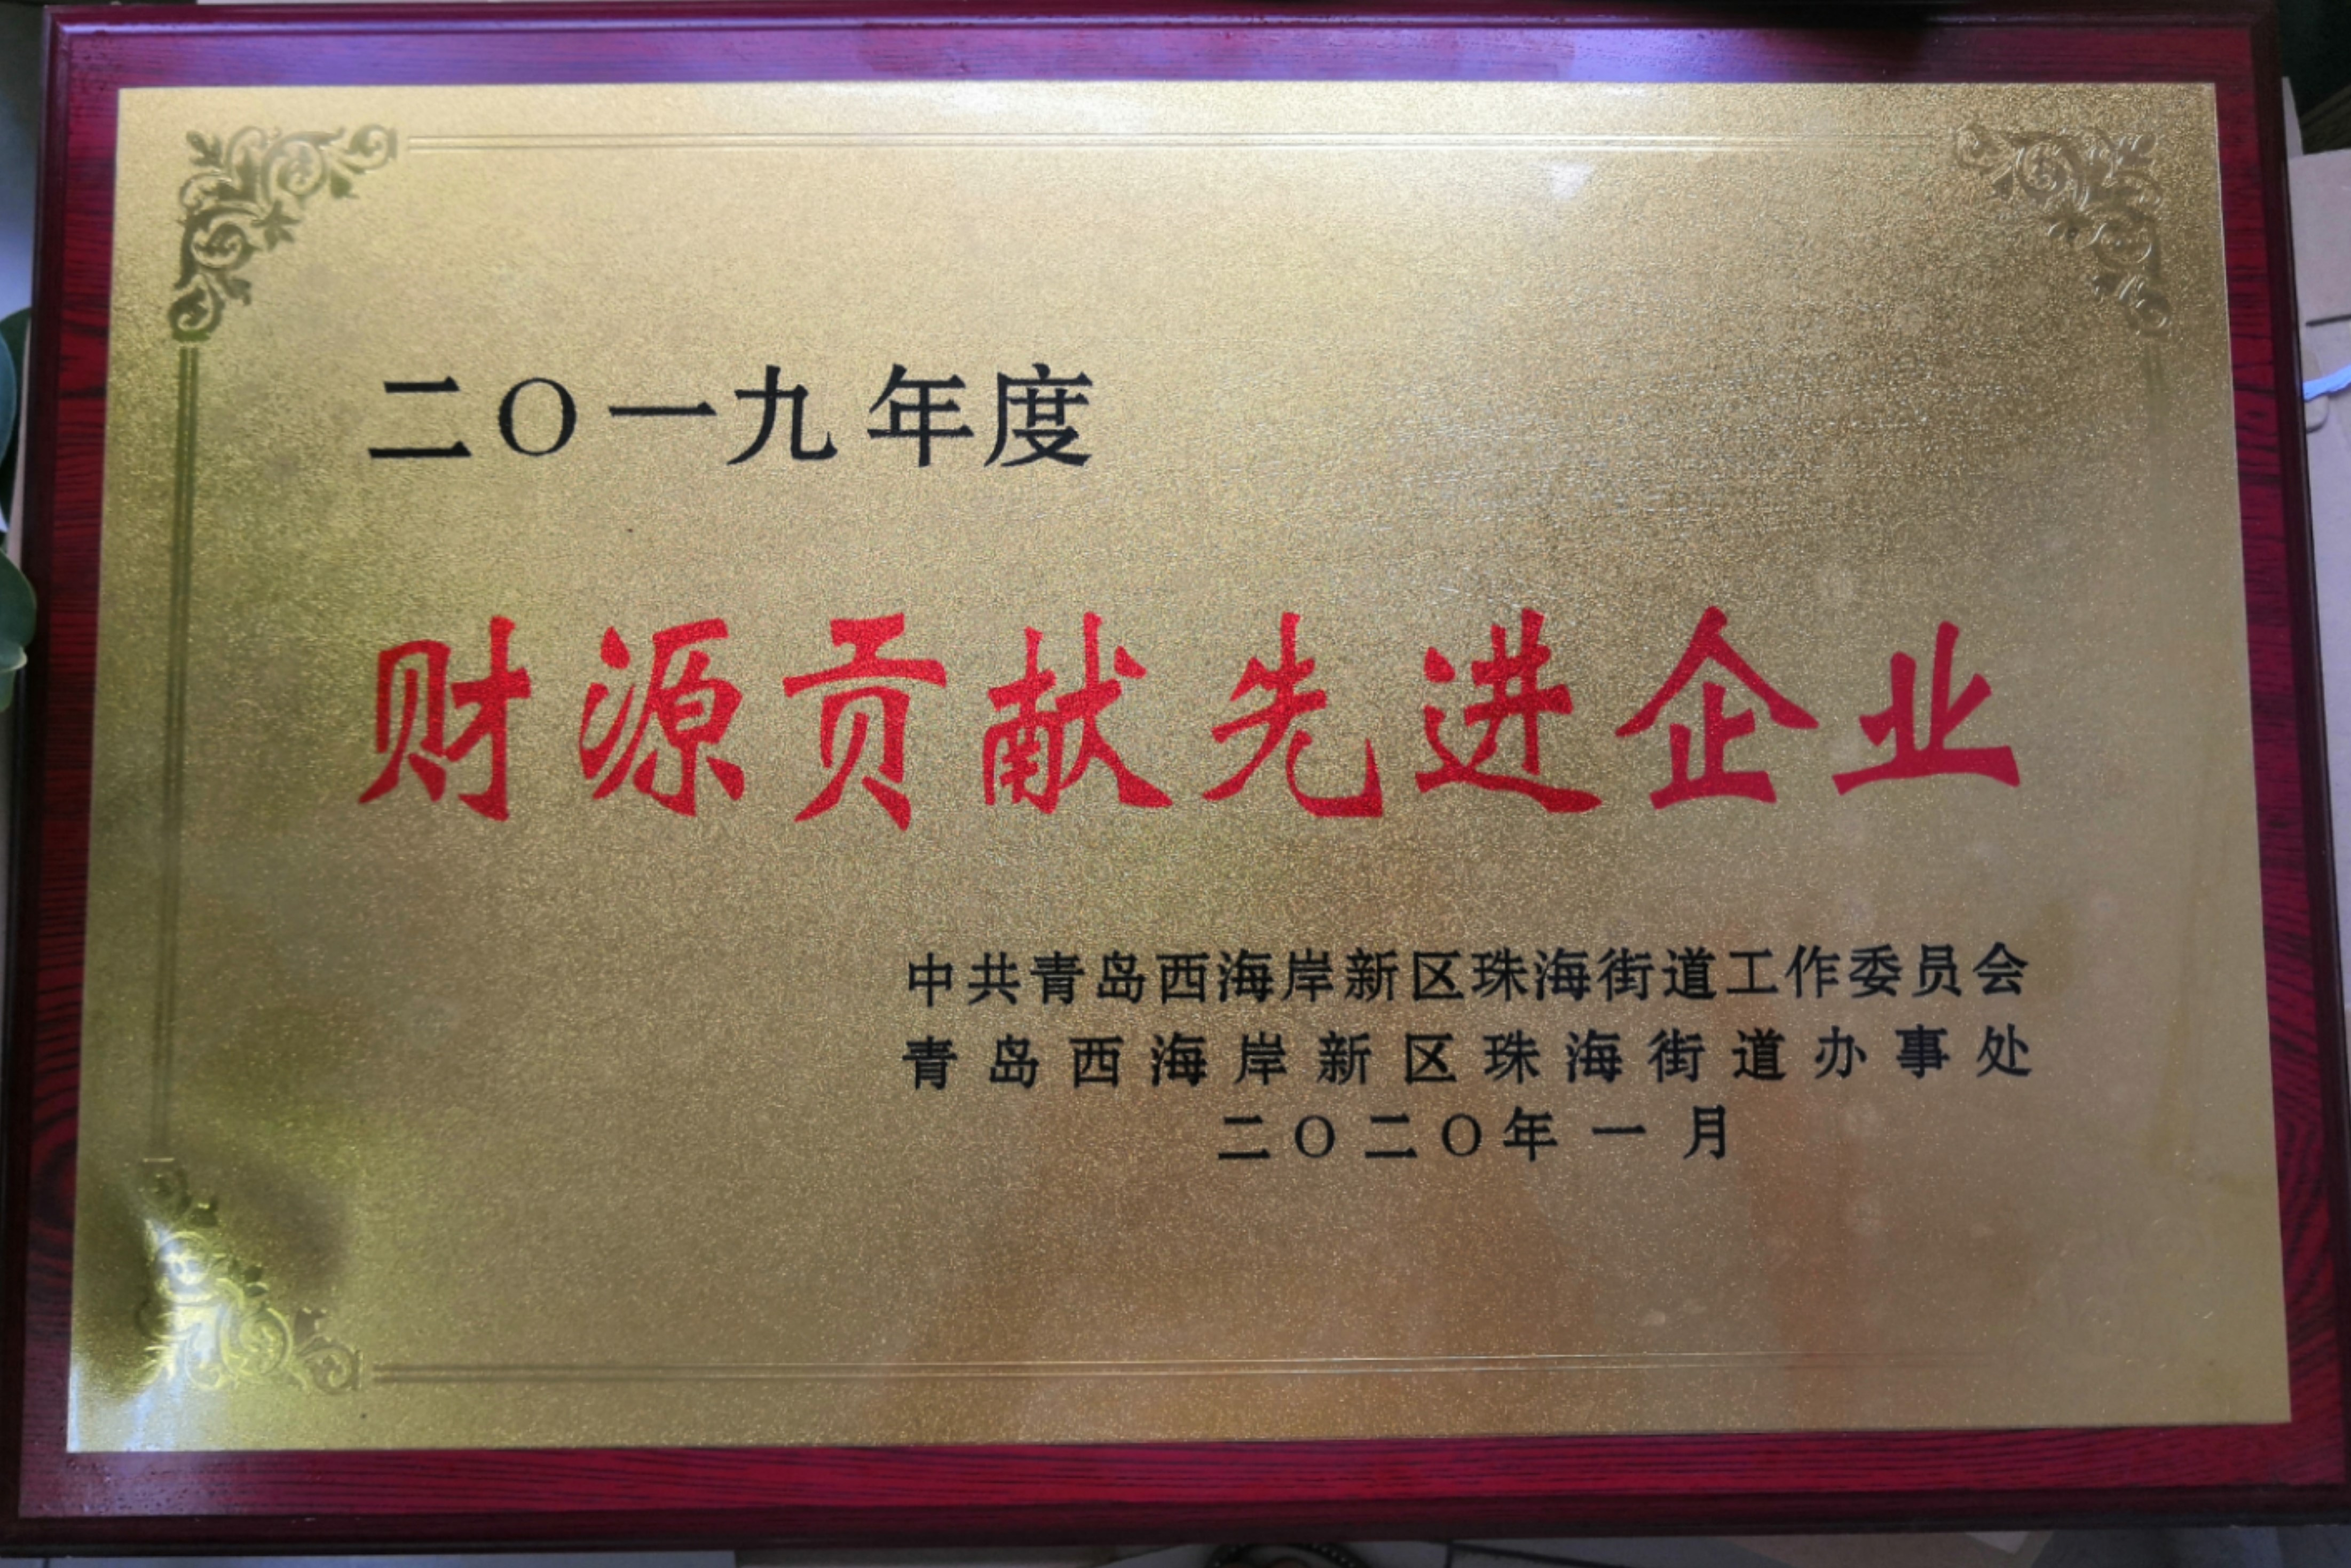 二〇一九年度
财源贡献先进企业
中共青岛西海岸新区珠海街道工作委员会
青岛西海岸新区珠海街道办事处
二〇二〇年一月